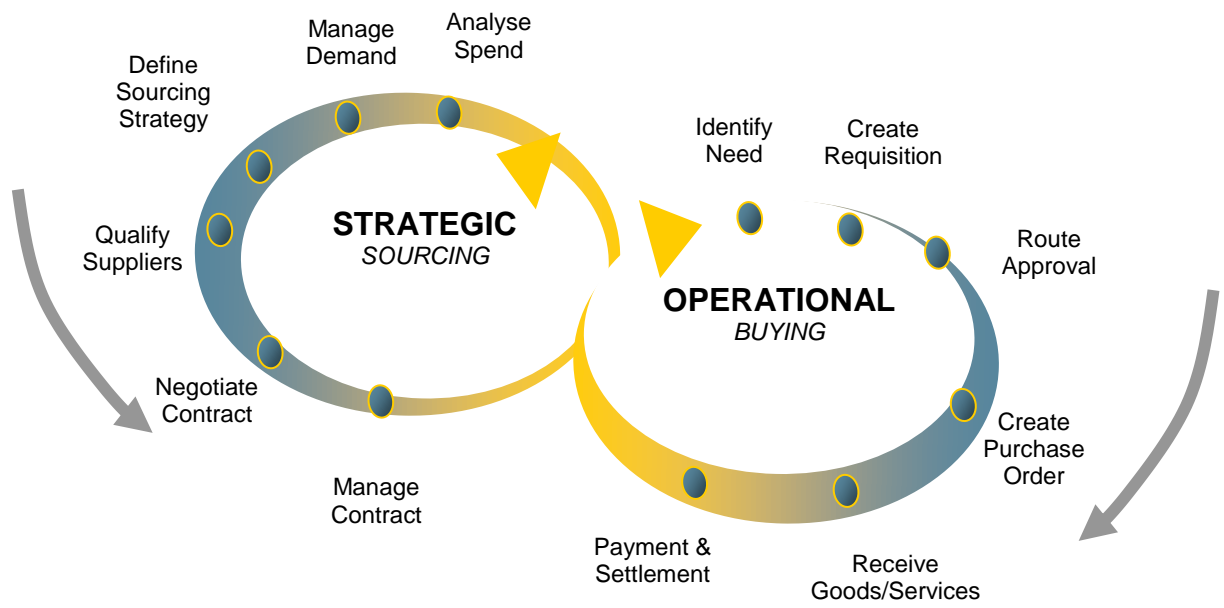 Analyse
Spend
Manage
Demand
Define
Sourcing
Strategy
Qualify
Suppliers
Negotiate
Contract
Manage
Contract
STRATEGIC
SOURCING
Identify
Need
Create
Requisition
Route
Approval
Create
Purchase
Order
Receive
Goods/Services
Payment &
Settlement
OPERATIONAL
BUYING